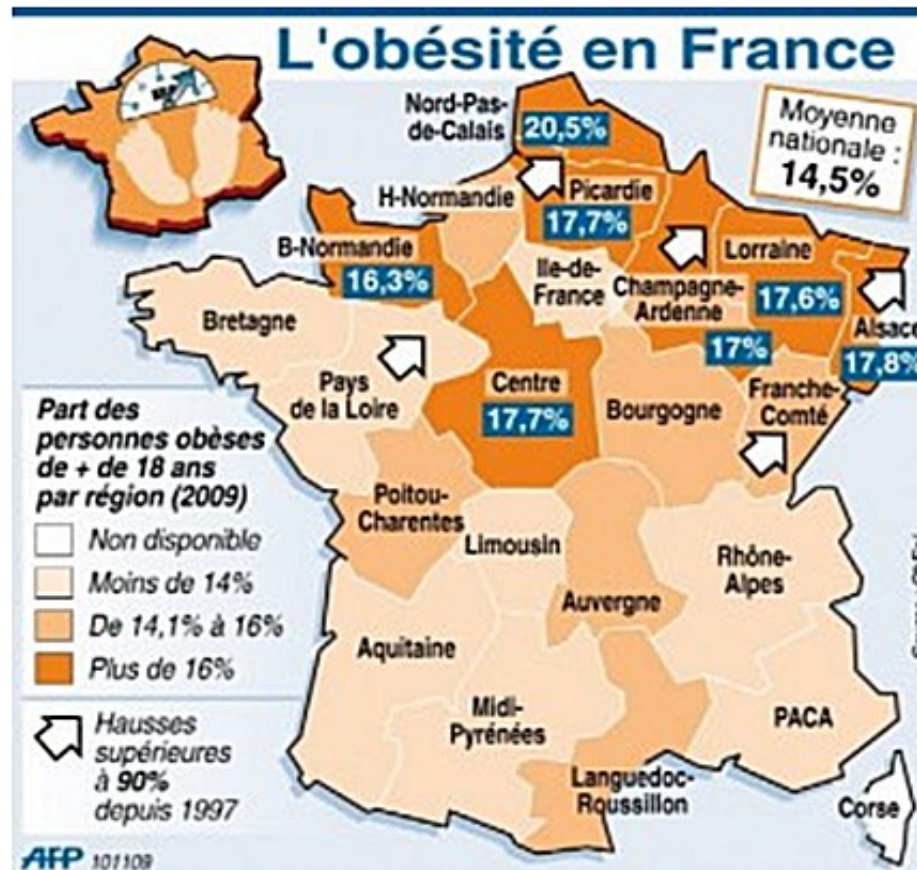 L'obésité en France
Nord-Pas-
de-Calais
20,5%
Moyenne
nationale :
14,5%
H-Normandie
Picardie
17,7%
B-Normandie
16,3%
Ile-de-
France
Champagne-
Ardenne
17%
Lorraine
17,6%
Alsace
17,8%
Bretagne
Pays
de la Loire
Centre
17,7%
Bourgogne
Franche-
Comté
Part des
personnes obèses
de + de 18 ans
par région (2009)
Non disponible
Moins de 14%
De 14,1% à 16%
Plus de 16%
Poitou-
Charentes
Limousin
Auvergne
Rhône-
Alpes
Aquitaine
Midi-
Pyrénées
PACA
Languedoc-
Roussillon
Corse
Hausses
supérieures
à 90%
depuis 1997
AFP 101109